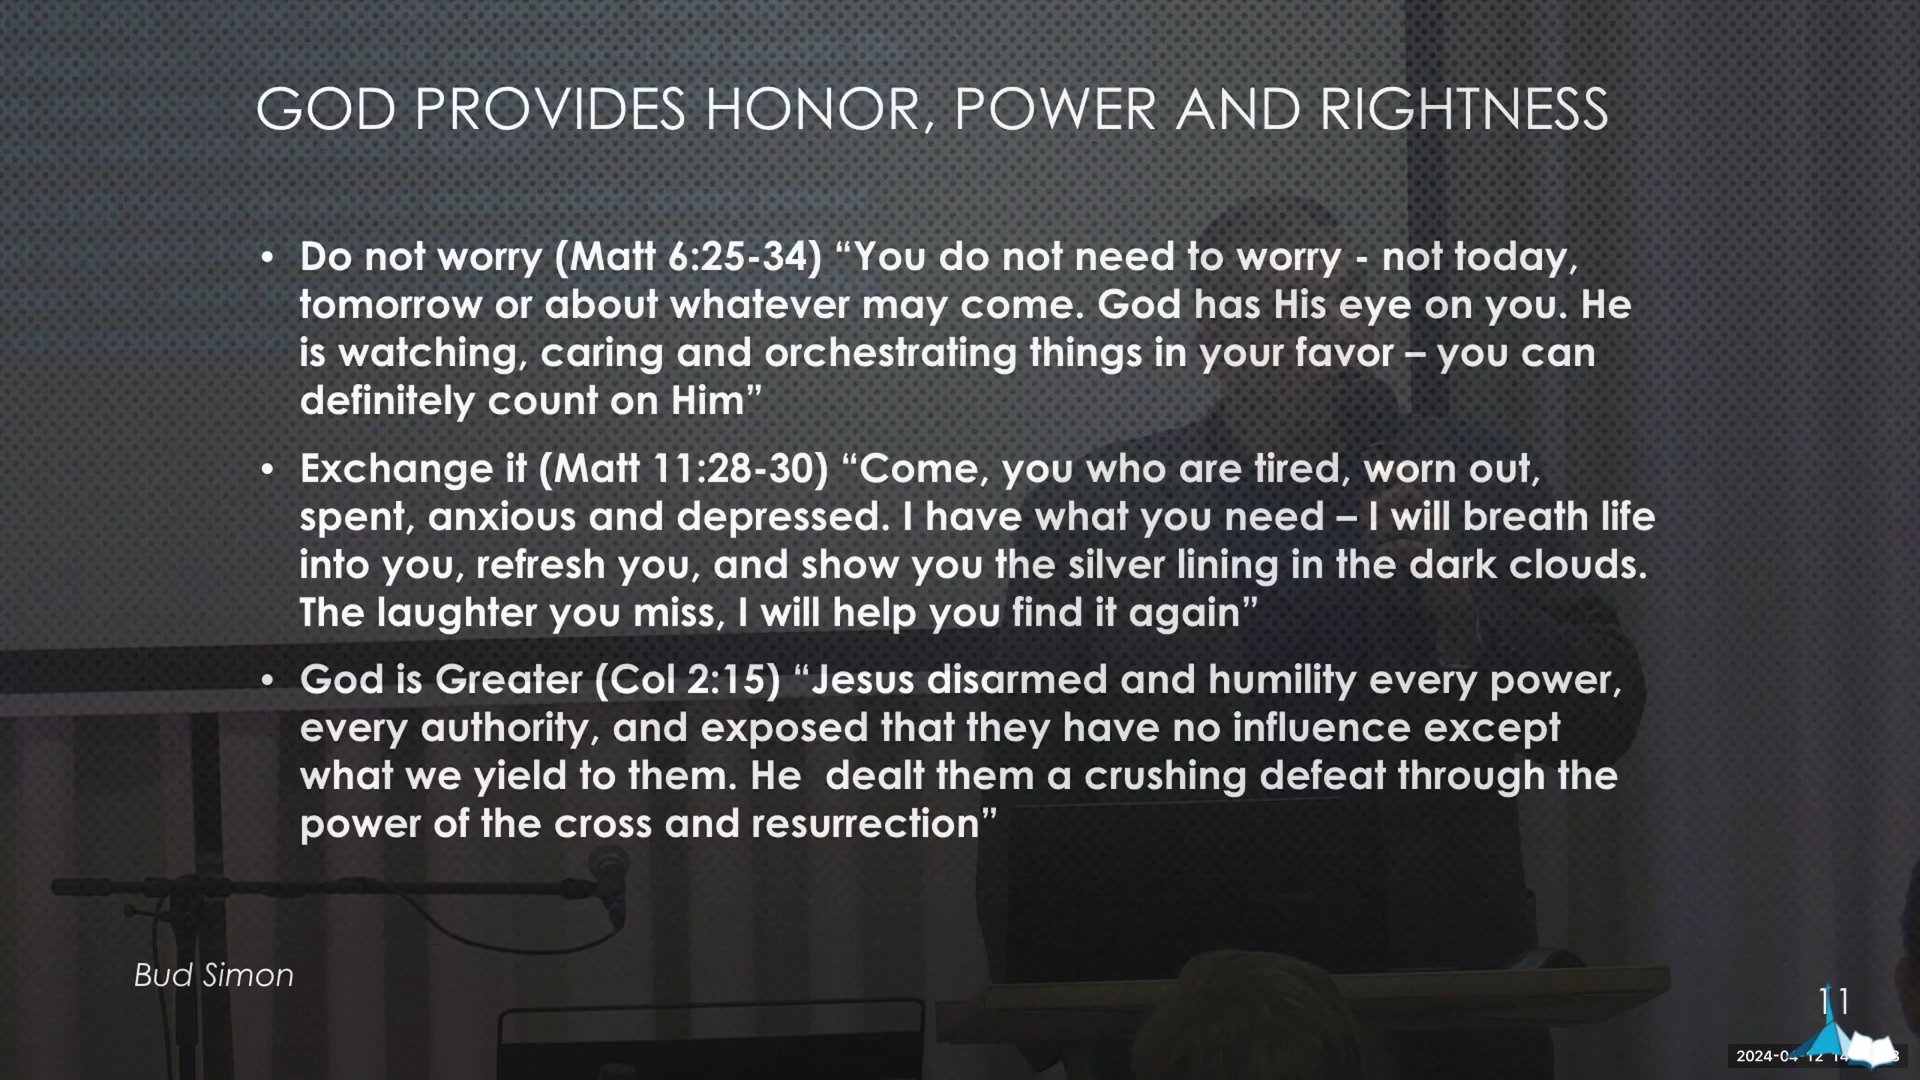 GOD PROVIDES HONOR, POWER AND RIGHTNESS
• Do not worry (Matt 6:25-34) “You do not need to worry - not today,
tomorrow or about whatever may come. God has His eye on you. He
is watching, caring and orchestrating things in your favor – you can
definitely count on Him”
• Exchange it (Matt 11:28-30) “Come, you who are tired, worn out,
spent, anxious and depressed. I have what you need – I will breath life
into you, refresh you, and show you the silver lining in the dark clouds.
The laughter you miss, I will help you find it again”
• God is Greater (Col 2:15) “Jesus disarmed and humility every power,
every authority, and exposed that they have no influence except
what we yield to them. He  dealt them a crushing defeat through the
power of the cross and resurrection”
Bud Simon
11